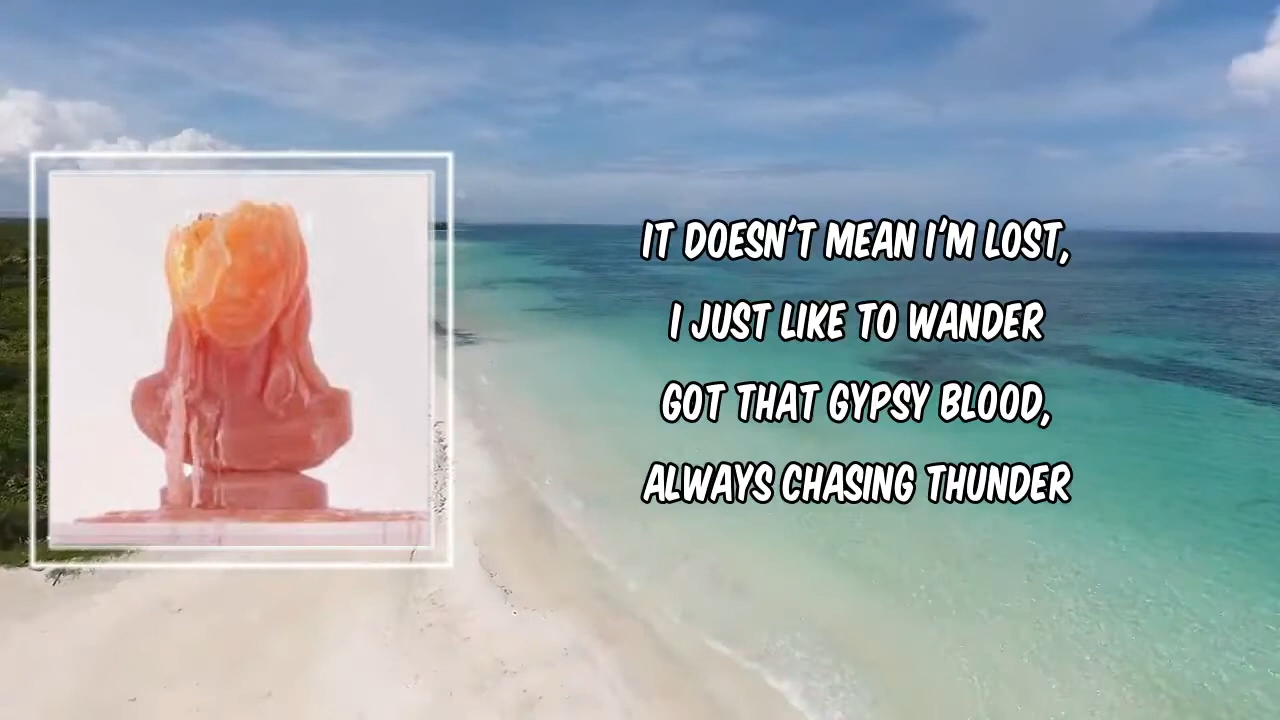 IT DOESN'T MEAN I'M LOST,
I JUST LIKE TO WANDER
GOT THAT GYPSY BLOOD,
ALWAYS CHASING THUNDER